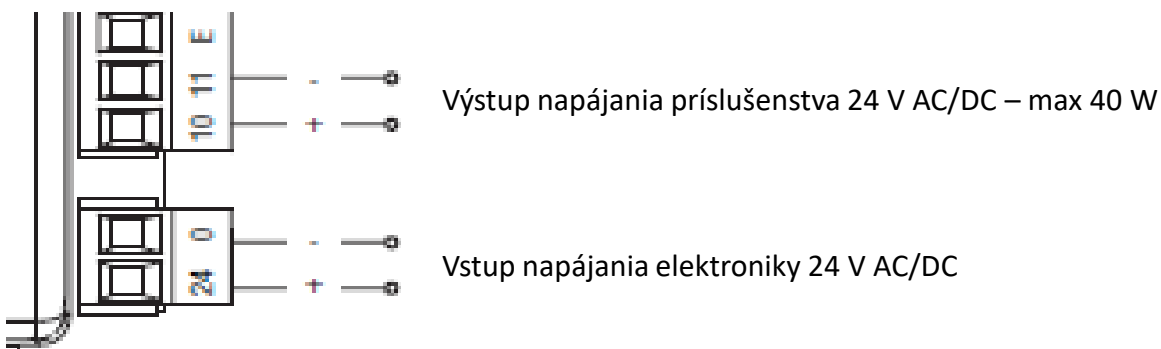 E
11 - Výstup napájania príslušenstva 24 V AC/DC – max 40 W
10 +
0 - Vstup napájania elektroniky 24 V AC/DC
24 +